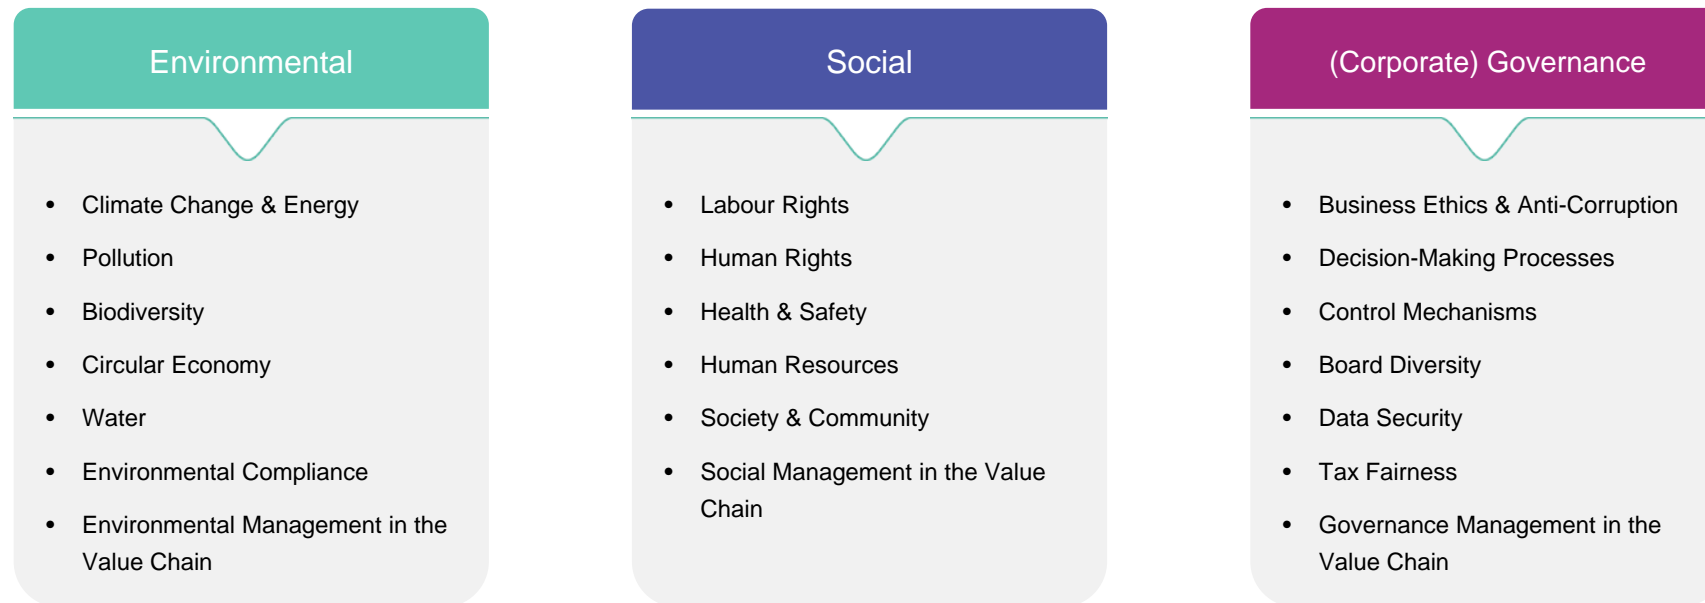 Environmental
• Climate Change & Energy
• Pollution
• Biodiversity
• Circular Economy
• Water
• Environmental Compliance
• Environmental Management in the
Value Chain
Social
• Labour Rights
• Human Rights
• Health & Safety
• Human Resources
• Society & Community
• Social Management in the Value
Chain
(Corporate) Governance
• Business Ethics & Anti-Corruption
• Decision-Making Processes
• Control Mechanisms
• Board Diversity
• Data Security
• Tax Fairness
• Governance Management in the
Value Chain